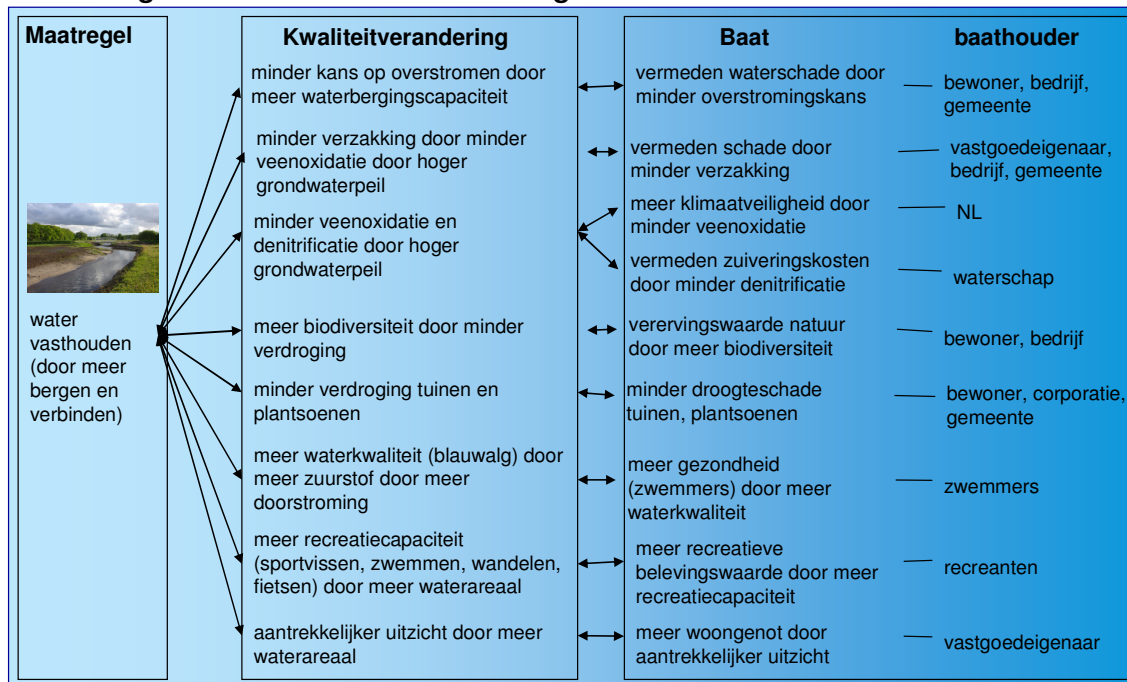 Maatregel
Kwaliteitverandering
Baat
baathouder
water
vasthouden
(door meer
bergen en
verbinden)
minder kans op overstromen door
meer waterbergingscapaciteit
vermeden waterschade door
minder overstromingskans
bewoner, bedrijf,
gemeente
minder verzakking door minder
veenoxidatie door hoger
grondwaterpeil
vermeden schade door
minder verzakking
vastgoedeigenaar,
bedrijf, gemeente
minder veenoxidatie en
denitrificatie door hoger
grondwaterpeil
meer klimaatveiligheid door
minder veenoxidatie
NL
vermeden zuiveringskosten
door minder denitrificatie
waterschap
meer biodiversiteit door minder
verdroging
verervingswaarde natuur
door meer biodiversiteit
bewoner, bedrijf
minder verdroging tuinen en
plantsoenen
minder droogteschade
tuinen, plantsoenen
bewoner, corporatie,
gemeente
meer waterkwaliteit (blauwalg) door
meer zuurstof door meer
doorstroming
meer gezondheid
(zwemmers) door meer
waterkwaliteit
zwemmers
meer recreatiecapaciteit
(sportvissen, zwemmen, wandelen,
fietsen) door meer waterareaal
meer recreatieve
belevingswaarde door meer
recreatiecapaciteit
recreanten
aantrekkelijker uitzicht door meer
waterareaal
meer woongenot door
aantrekkelijker uitzicht
vastgoedeigenaar